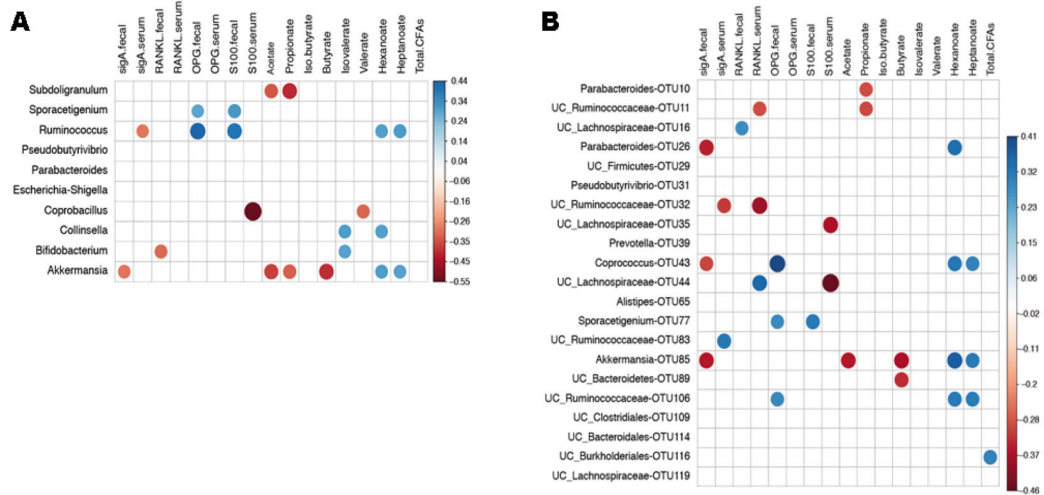 A
sigA.fecal
sigA.serum
RANKL.fecal
RANKL.serum
OPG.fecal
OPG.serum
S100.fecal
S100.serum
Acetate
Propionate
Iso.butyrate
Butyrate
Isovalerate
Valerate
Hexanoate
Heptanoate
Total.CFAs
Subdoligranulum
Sporacetigenium
Ruminococcus
Pseudobutyrivibrio
Parabacteroides
Escherichia-Shigella
Coprobacillus
Collinsella
Bifidobacterium
Akkermansia
0.44
0.34
0.24
0.14
0.04
-0.06
-0.16
-0.25
-0.35
-0.45
-0.55
B
sigA.fecal
sigA.serum
RANKL.fecal
RANKL.serum
OPG.fecal
OPG.serum
S100.fecal
S100.serum
Acetate
Propionate
Iso.butyrate
Butyrate
Isovalerate
Valerate
Hexanoate
Heptanoate
Total.CFAs
Parabacteroides-OTU10
UC_Ruminococcaceae-OTU11
UC_Lachnospiraceae-OTU16
Parabacteroides-OTU26
UC_Firmicutes-OTU29
Pseudobutyrivibrio-OTU31
UC_Ruminococcaceae-OTU32
UC_Lachnospiraceae-OTU35
Prevotella-OTU39
Coprococcus-OTU43
UC_Lachnospiraceae-OTU44
Alistipes-OTU65
Sporacetigenium-OTU77
UC_Ruminococcaceae-OTU83
Akkermansia-OTU85
UC_Bacteroidetes-OTU89
UC_Ruminococcaceae-OTU106
UC_Clostridiales-OTU109
UC_Bacteroidales-OTU114
UC_Burkholderiales-OTU116
UC_Lachnospiraceae-OTU119
0.41
0.32
0.23
0.15
0.06
-0.02
-0.11
-0.2
-0.28
-0.37
-0.46